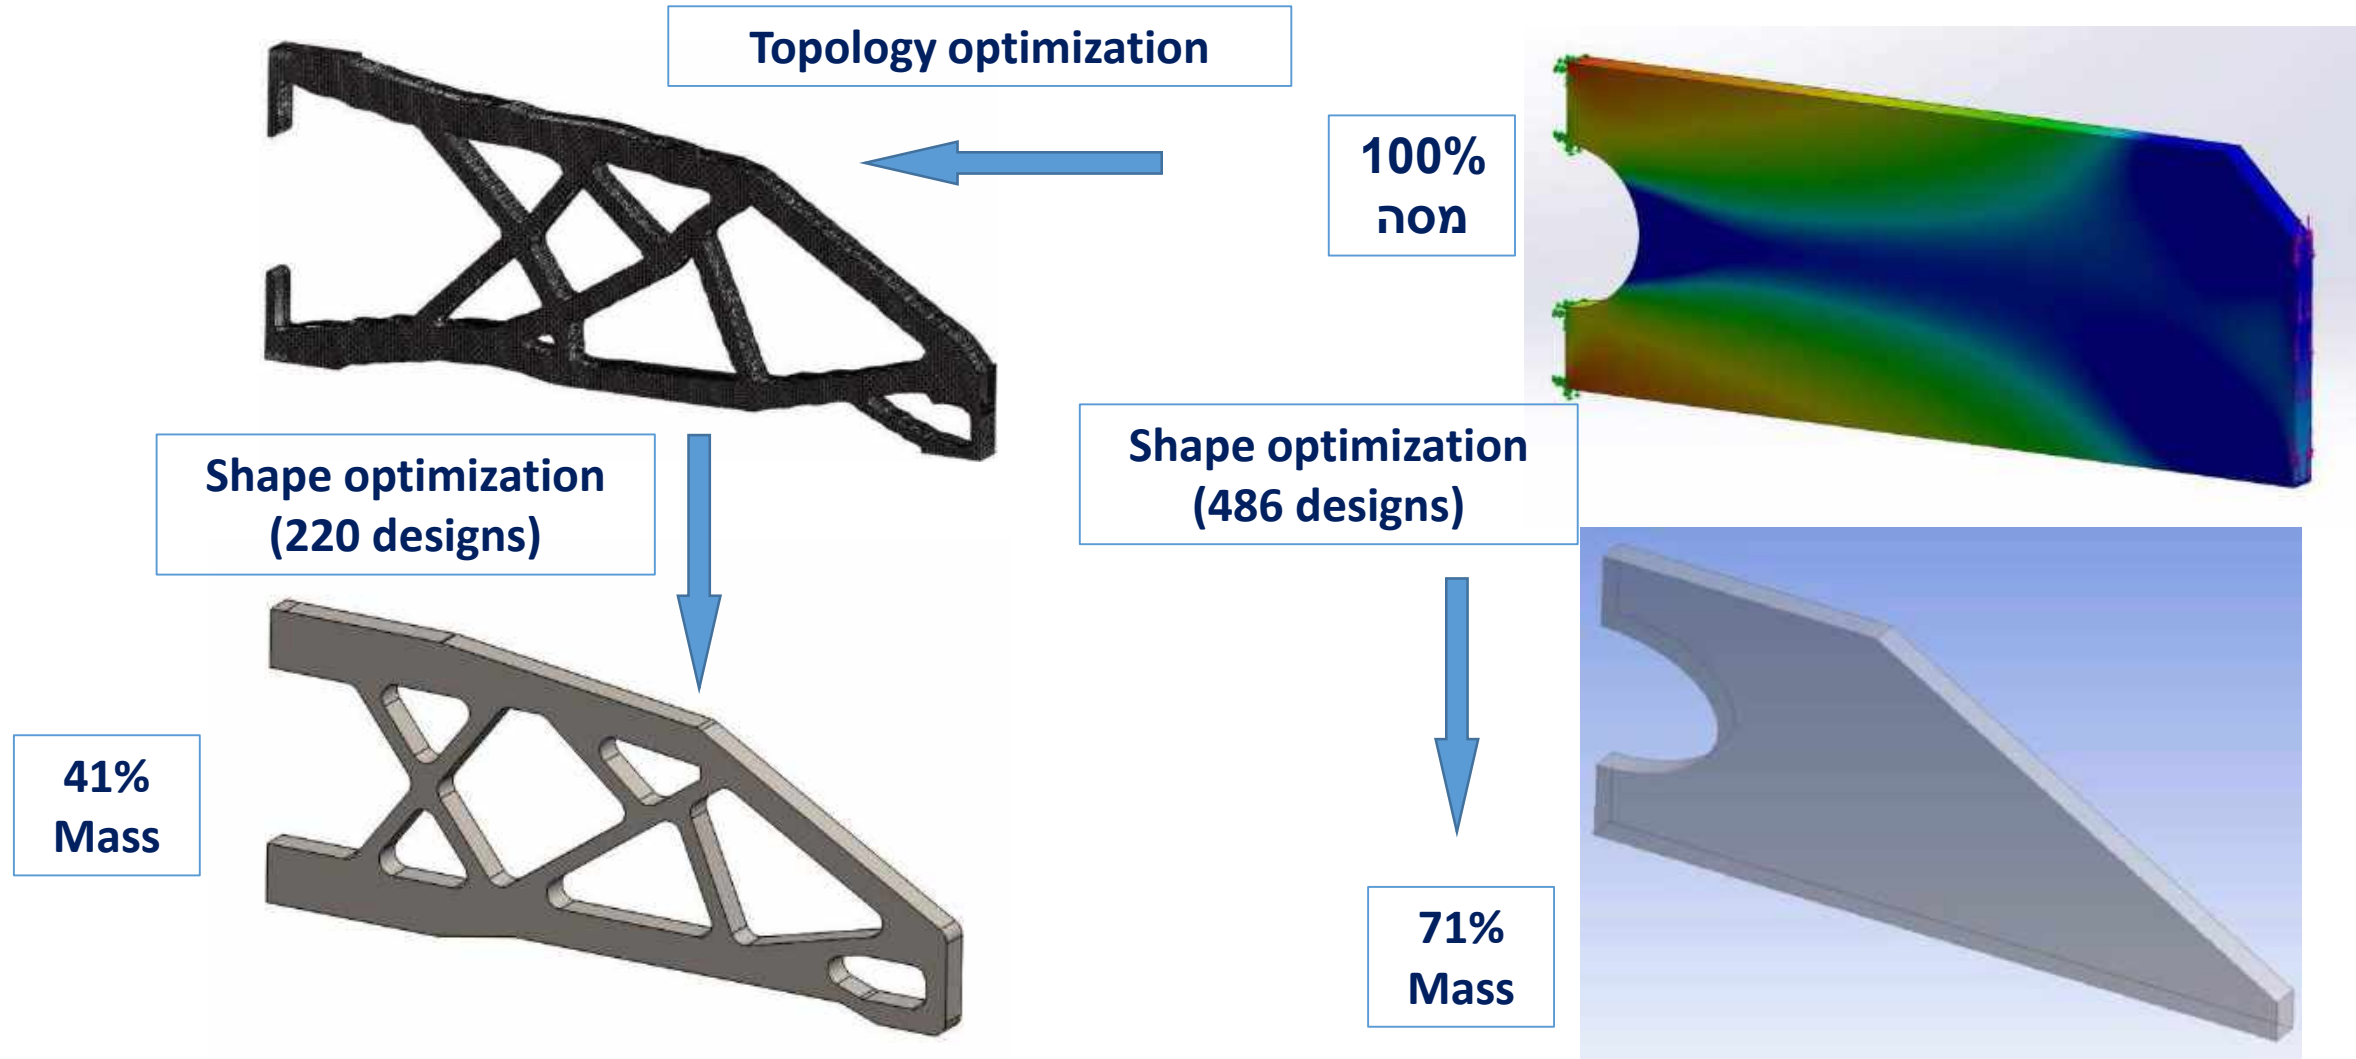 Topology optimization
100%
מסה
Shape optimization
(486 designs)
Shape optimization
(220 designs)
41%
Mass
71%
Mass